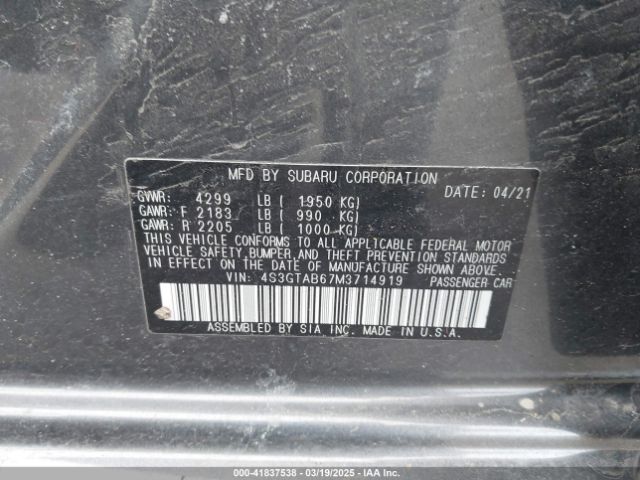 MFD BY SUBARU CORPORATION
DATE: 04/21
GVWR: 4299 LB ( 1950 KG)
GAWR: F 2183 LB ( 990 KG)
GAWR: R 2205 LB ( 1000 KG)
THIS VEHICLE CONFORMS TO ALL APPLICABLE FEDERAL MOTOR
VEHICLE SAFETY, BUMPER, AND THEFT PREVENTION STANDARDS
IN EFFECT ON THE DATE OF MANUFACTURE SHOWN ABOVE.
VIN: 4S3GTAB67M3714919 PASSENGER CAR
ASSEMBLED BY SIA, INC. MADE IN U.S.A.
000-41837538 - 03/19/2025 - IAA Inc.